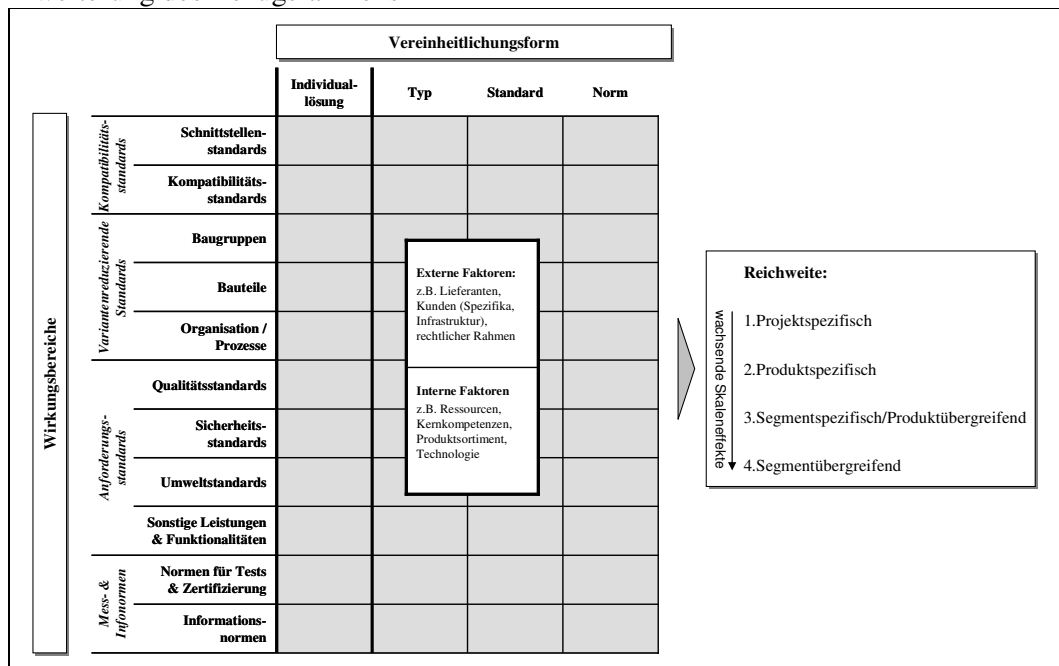 Vereinheitlichungsform
Individual-
lösung
Typ
Standard
Norm
Wirkungsbereiche
Kompatibilitäts-
standards
Schnittstellen-
standards
Kompatibilitäts-
standards
Variantenreduzierende
Standards
Baugruppen
Bauteile
Organisation /
Prozesse
Anforderungs-
standards
Qualitätsstandards
Sicherheits-
standards
Umweltstandards
Sonstige Leistungen
& Funktionalitäten
Mess- &
Infonormen
Normen für Tests
& Zertifizierung
Informations-
normen
Externe Faktoren:
z.B. Lieferanten,
Kunden (Spezifika,
Infrastruktur),
rechtlicher Rahmen
Interne Faktoren
z.B. Ressourcen,
Kernkompetenzen,
Produktsortiment,
Technologie
Reichweite:
wachsende Skaleneffekte
1.Projektspezifisch
2.Produktspezifisch
3.Segmentspezifisch/Produktübergreifend
4.Segmentübergreifend